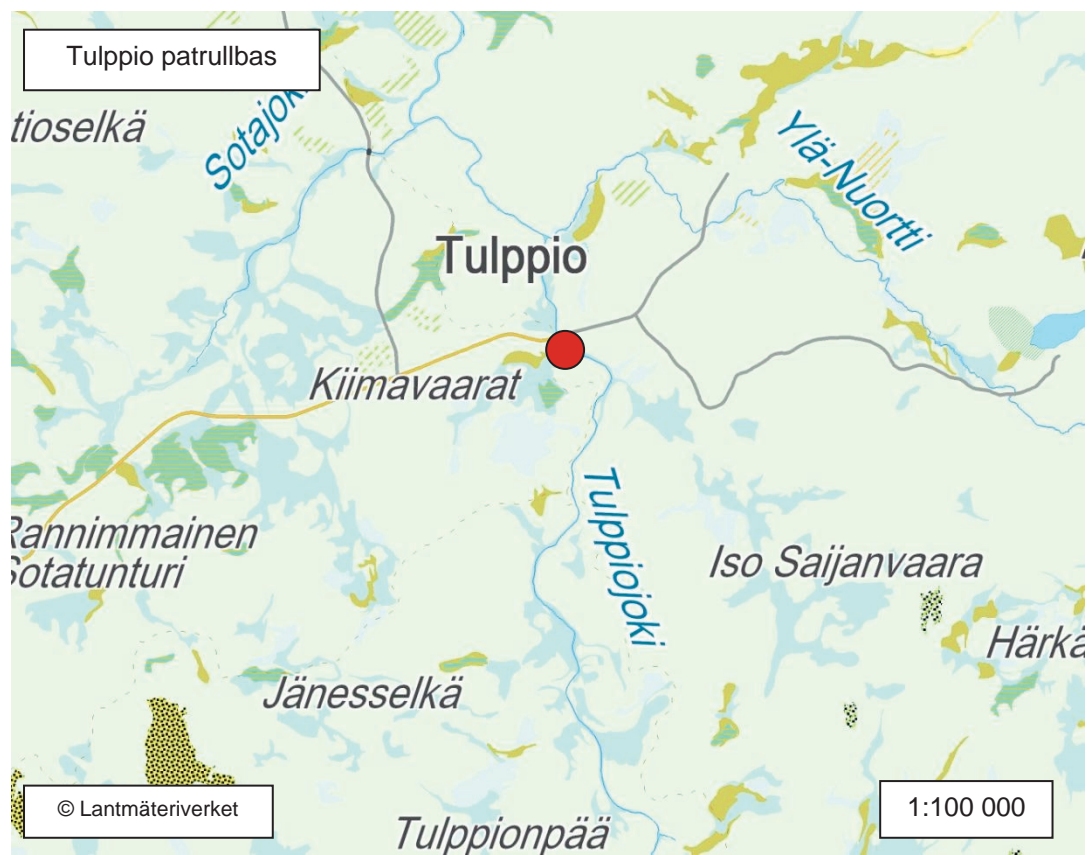 Tulppio patrullbas
tioselkä
Sotajoki
Ylä-Nuortti
Tulppio
Kiimavaarat
Tulppiojoki
Rannimmainen
Sotatunturi
Iso Saijanvaara
Härkä
Jänesselkä
© Lantmäteriverket
1:100 000
Tulppionpää